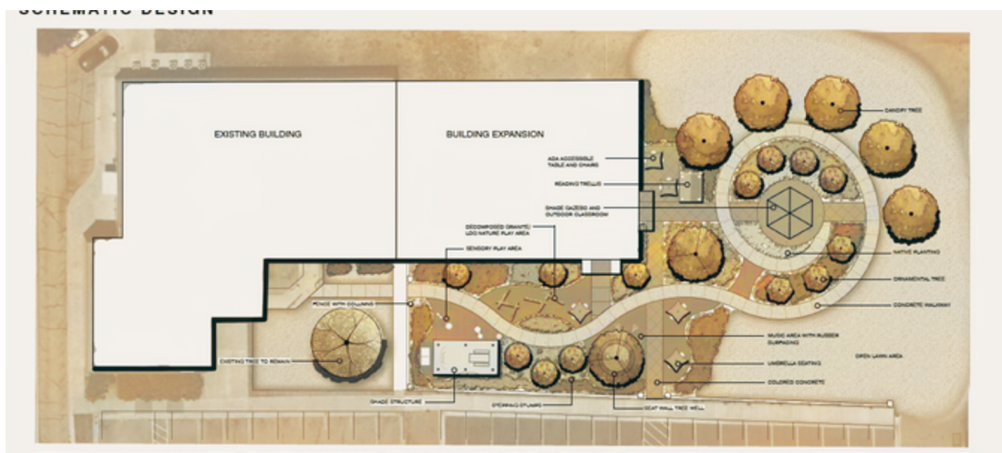 SCHEMATIC DESIGN
EXISTING BUILDING
BUILDING EXPANSION
CANOPY TREE
ADA ACCESSIBLE
TABLE AND CHAIRS
READING TRELLIS
SHADE GAZEBO AND
OUTDOOR CLASSROOM
DECOMPOSED GRANITE/
LOG NATURE PLAY AREA
SENSORY PLAY AREA
NATIVE PLANTING
ORNAMENTAL TREE
FENCE WITH COLUMNS
CONCRETE WALKWAY
MUSIC AREA WITH RUBBER
SURFACING
OPEN LAWN AREA
EXISTING TREE TO REMAIN
UMBRELLA SEATING
COLORED CONCRETE
SHADE STRUCTURE
STEPPING STUMPS
SEAT WALL TREE WELL